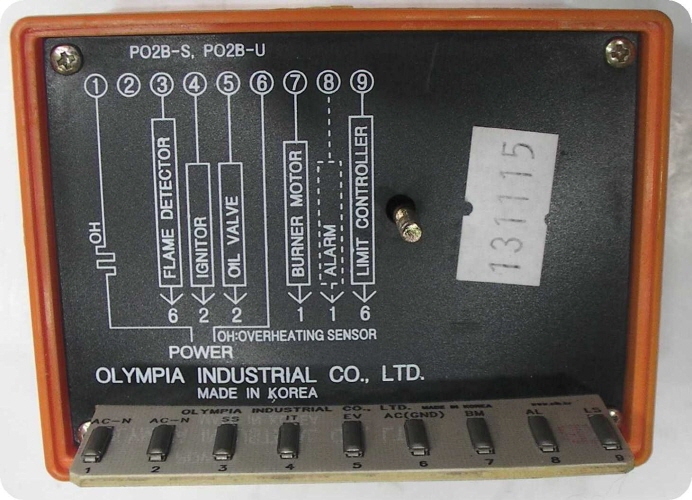 PO2B-S, PO2B-U
① ② ③ ④ ⑤ ⑥ ⑦ ⑧ ⑨
OH
FLAME DETECTOR
IGNITOR
OIL VALVE
BURNER MOTOR
ALARM
LIMIT CONTROLLER
131115
6 2 2 1 1 6
OH:OVERHEATING SENSOR
POWER
OLYMPIA INDUSTRIAL CO., LTD.
MADE IN KOREA
OLYMPIA INDUSTRIAL CO., LTD. MADE IN KOREA
AC-N AC-N SS IT EV AC(GND) BM AL LS
1 2 3 4 5 6 7 8 9